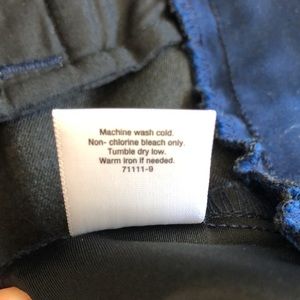 Machine wash cold.
Non- chlorine bleach only.
Tumble dry low.
Warm iron if needed.
71111-9